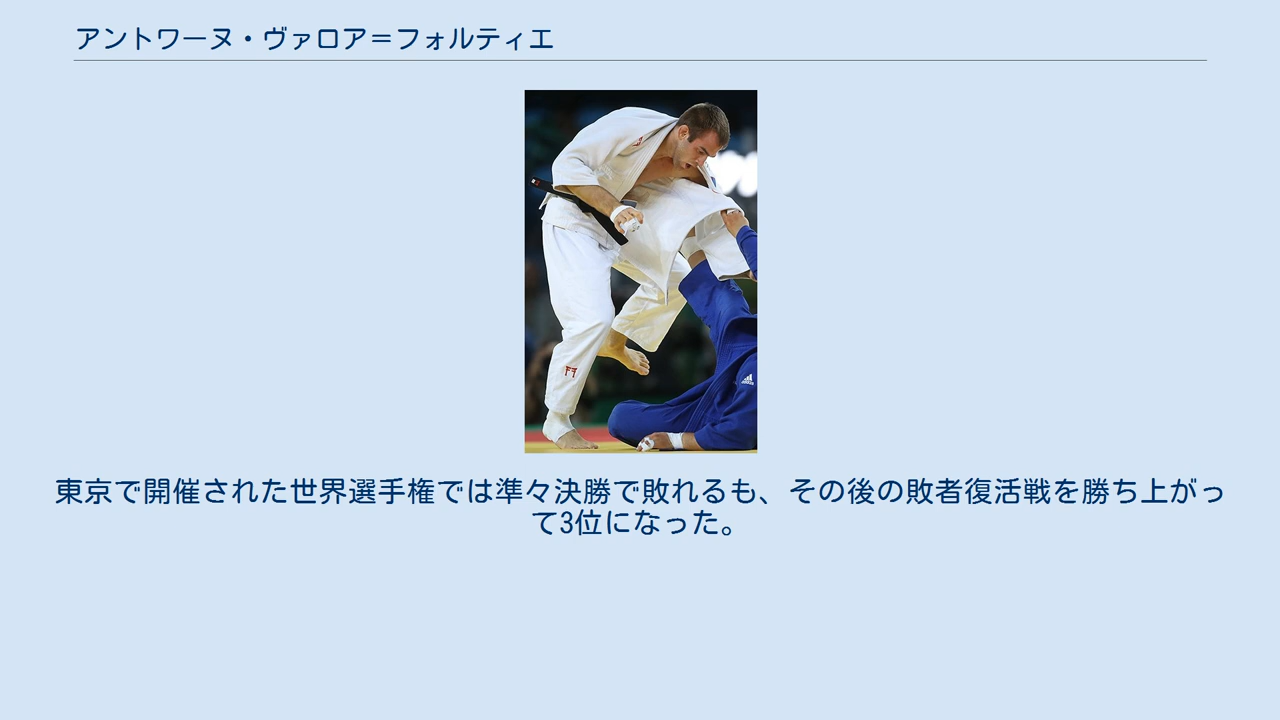 アントワーヌ・ヴァロア＝フォルティエ
東京で開催された世界選手権では準々決勝で敗れるも、その後の敗者復活戦を勝ち上がっ
て3位になった。